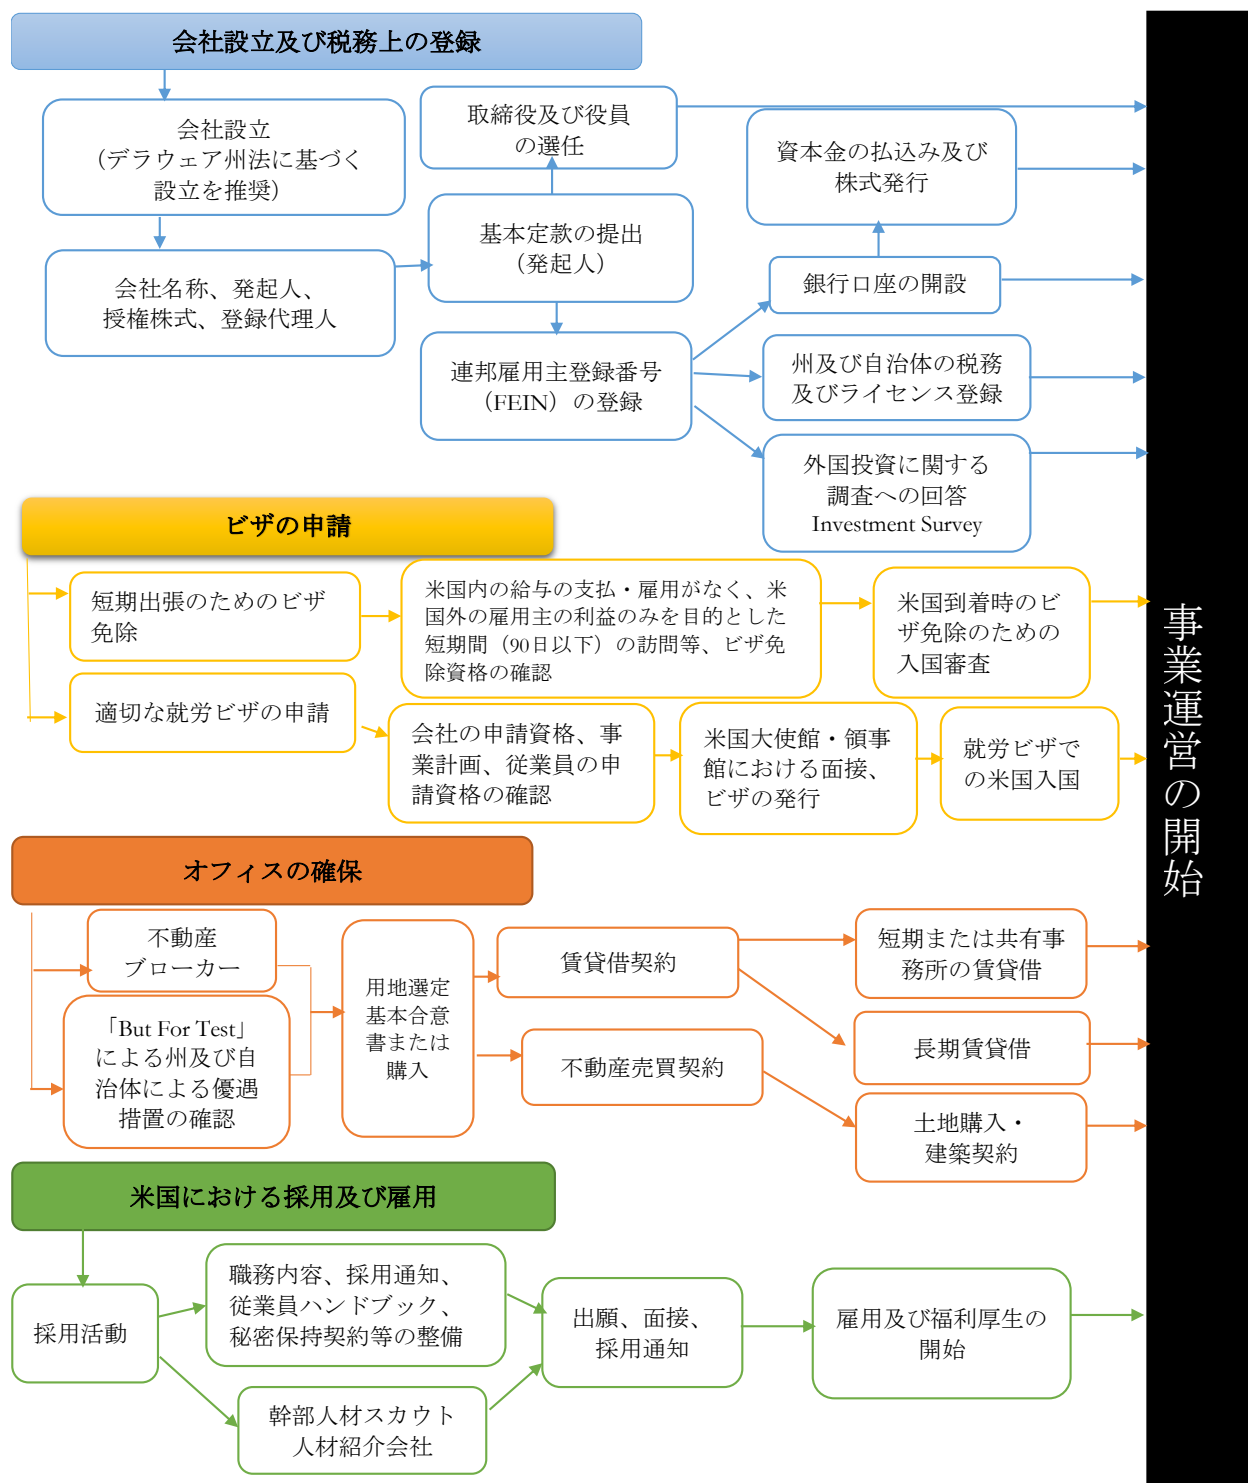 会社設立及び税務上の登録
会社設立
（デラウェア州法に基づく
設立を推奨）
会社名称、発起人、
授権株式、登録代理人
取締役及び役員
の選任
基本定款の提出
（発起人）
連邦雇用主登録番号
（FEIN）の登録
資本金の払込み及び
株式発行
銀行口座の開設
州及び自治体の税務
及びライセンス登録
外国投資に関する
調査への回答
Investment Survey
ビザの申請
短期出張のためのビザ
免除
米国内の給与の支払・雇用がなく、米
国外の雇用主の利益のみを目的とした
短期間（90日以下）の訪問等、ビザ免
除資格の確認
米国到着時のビ
ザ免除のための
入国審査
適切な就労ビザの申請
会社の申請資格、事
業計画、従業員の申
請資格の確認
米国大使館・領事
館における面接、
ビザの発行
就労ビザで
の米国入国
オフィスの確保
不動産
ブローカー
「But For Test」
による州及び自
治体による優遇
措置の確認
用地選定
基本合意
書または
購入
賃貸借契約
不動産売買契約
短期または共有事
務所の賃貸借
長期賃貸借
土地購入・
建築契約
米国における採用及び雇用
採用活動
職務内容、採用通知、
従業員ハンドブック、
秘密保持契約等の整備
幹部人材スカウト
人材紹介会社
出願、面接、
採用通知
雇用及び福利厚生の
開始
事業運営の開始